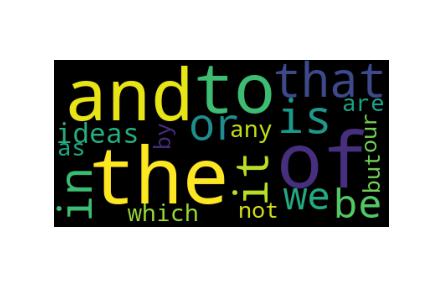 and to that
or is are
ideas by any
as
the it of our
in we but
which not be